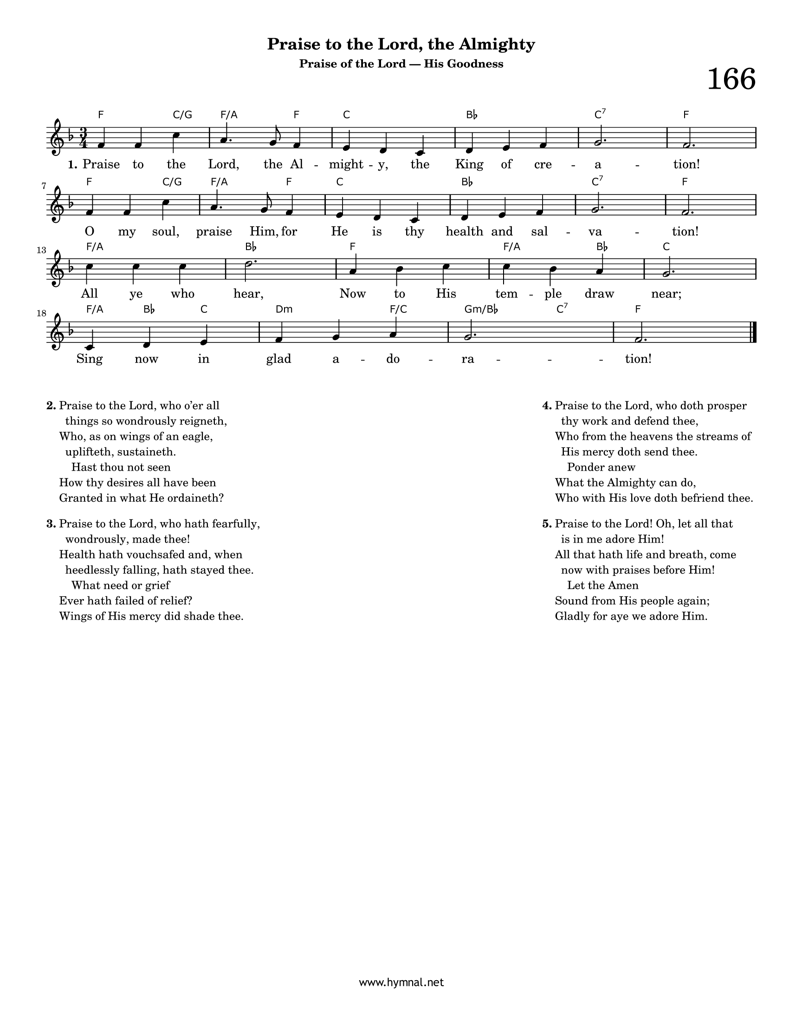 Praise to the Lord, the Almighty
Praise of the Lord — His Goodness
166
F C/G F/A F C B♭ C7 F
3
4
1. Praise to the Lord, the Al - might - y, the King of cre - a - tion!
7
F C/G F/A F C B♭ C7 F
O my soul, praise Him, for He is thy health and sal - va - tion!
13
F/A B♭ F F/A B♭ C
All ye who hear, Now to His tem - ple draw near;
18
F/A B♭ C Dm F/C Gm/B♭ C7 F
Sing now in glad a - do - ra - - - tion!
2. Praise to the Lord, who o'er all
things so wondrously reigneth,
Who, as on wings of an eagle,
uplifteth, sustaineth.
Hast thou not seen
How thy desires all have been
Granted in what He ordaineth?
3. Praise to the Lord, who hath fearfully,
wondrously, made thee!
Health hath vouchsafed and, when
heedlessly falling, hath stayed thee.
What need or grief
Ever hath failed of relief?
Wings of His mercy did shade thee.
4. Praise to the Lord, who doth prosper
thy work and defend thee,
Who from the heavens the streams of
His mercy doth send thee.
Ponder anew
What the Almighty can do,
Who with His love doth befriend thee.
5. Praise to the Lord! Oh, let all that
is in me adore Him!
All that hath life and breath, come
now with praises before Him!
Let the Amen
Sound from His people again;
Gladly for aye we adore Him.
www.hymnal.net